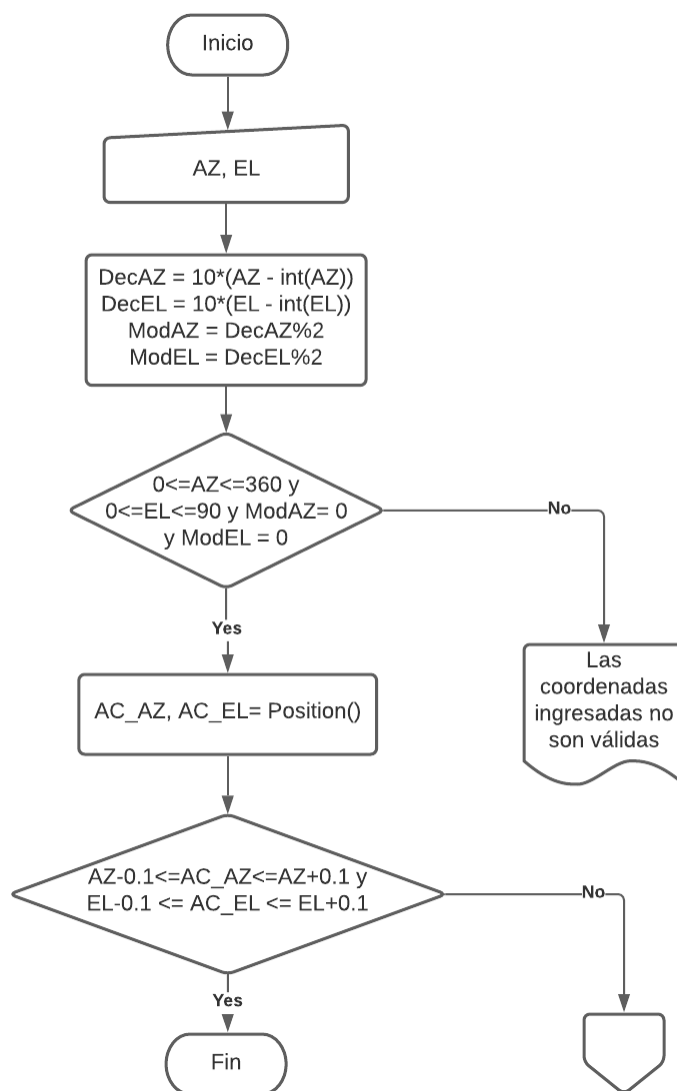 Inicio
AZ, EL
DecAZ = 10*(AZ - int(AZ))
DecEL = 10*(EL - int(EL))
ModAZ = DecAZ%2
ModEL = DecEL%2
0<=AZ<=360 y
0<=EL<=90 y ModAZ= 0
y ModEL = 0
No
Yes
Las
coordenadas
ingresadas no
son válidas
AC_AZ, AC_EL= Position()
AZ-0.1<=AC_AZ<=AZ+0.1 y
EL-0.1 <= AC_EL <= EL+0.1
No
Yes
Fin